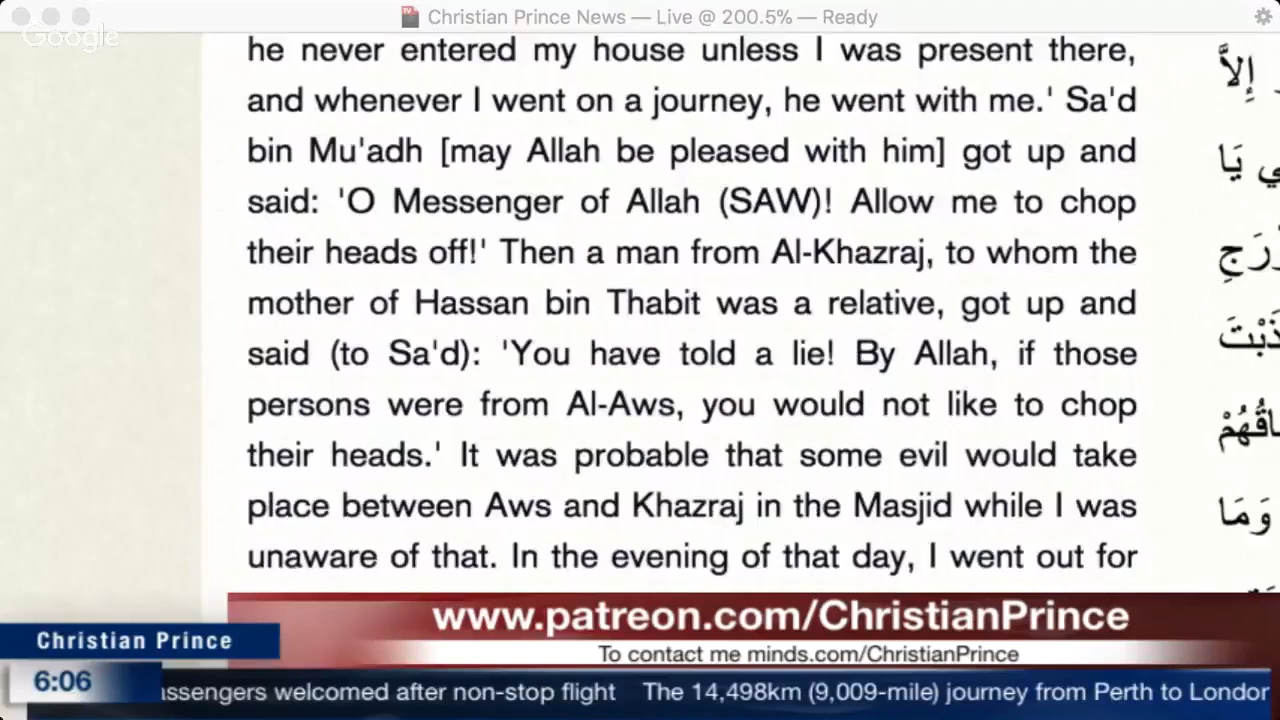 Christian Prince News — Live @ 200.5% — Ready
Google
he never entered my house unless I was present there,
and whenever I went on a journey, he went with me.' Sa'd
bin Mu'adh [may Allah be pleased with him] got up and
said: 'O Messenger of Allah (SAW)! Allow me to chop
their heads off!' Then a man from Al-Khazraj, to whom the
mother of Hassan bin Thabit was a relative, got up and
said (to Sa'd): 'You have told a lie! By Allah, if those
persons were from Al-Aws, you would not like to chop
their heads.' It was probable that some evil would take
place between Aws and Khazraj in the Masjid while I was
unaware of that. In the evening of that day, I went out for
إِلاَّ
ي يَا
وَمَا
www.patreon.com/ChristianPrince
To contact me minds.com/ChristianPrince
Christian Prince
6:06
ssengers welcomed after non-stop flight The 14,498km (9,009-mile) journey from Perth to London